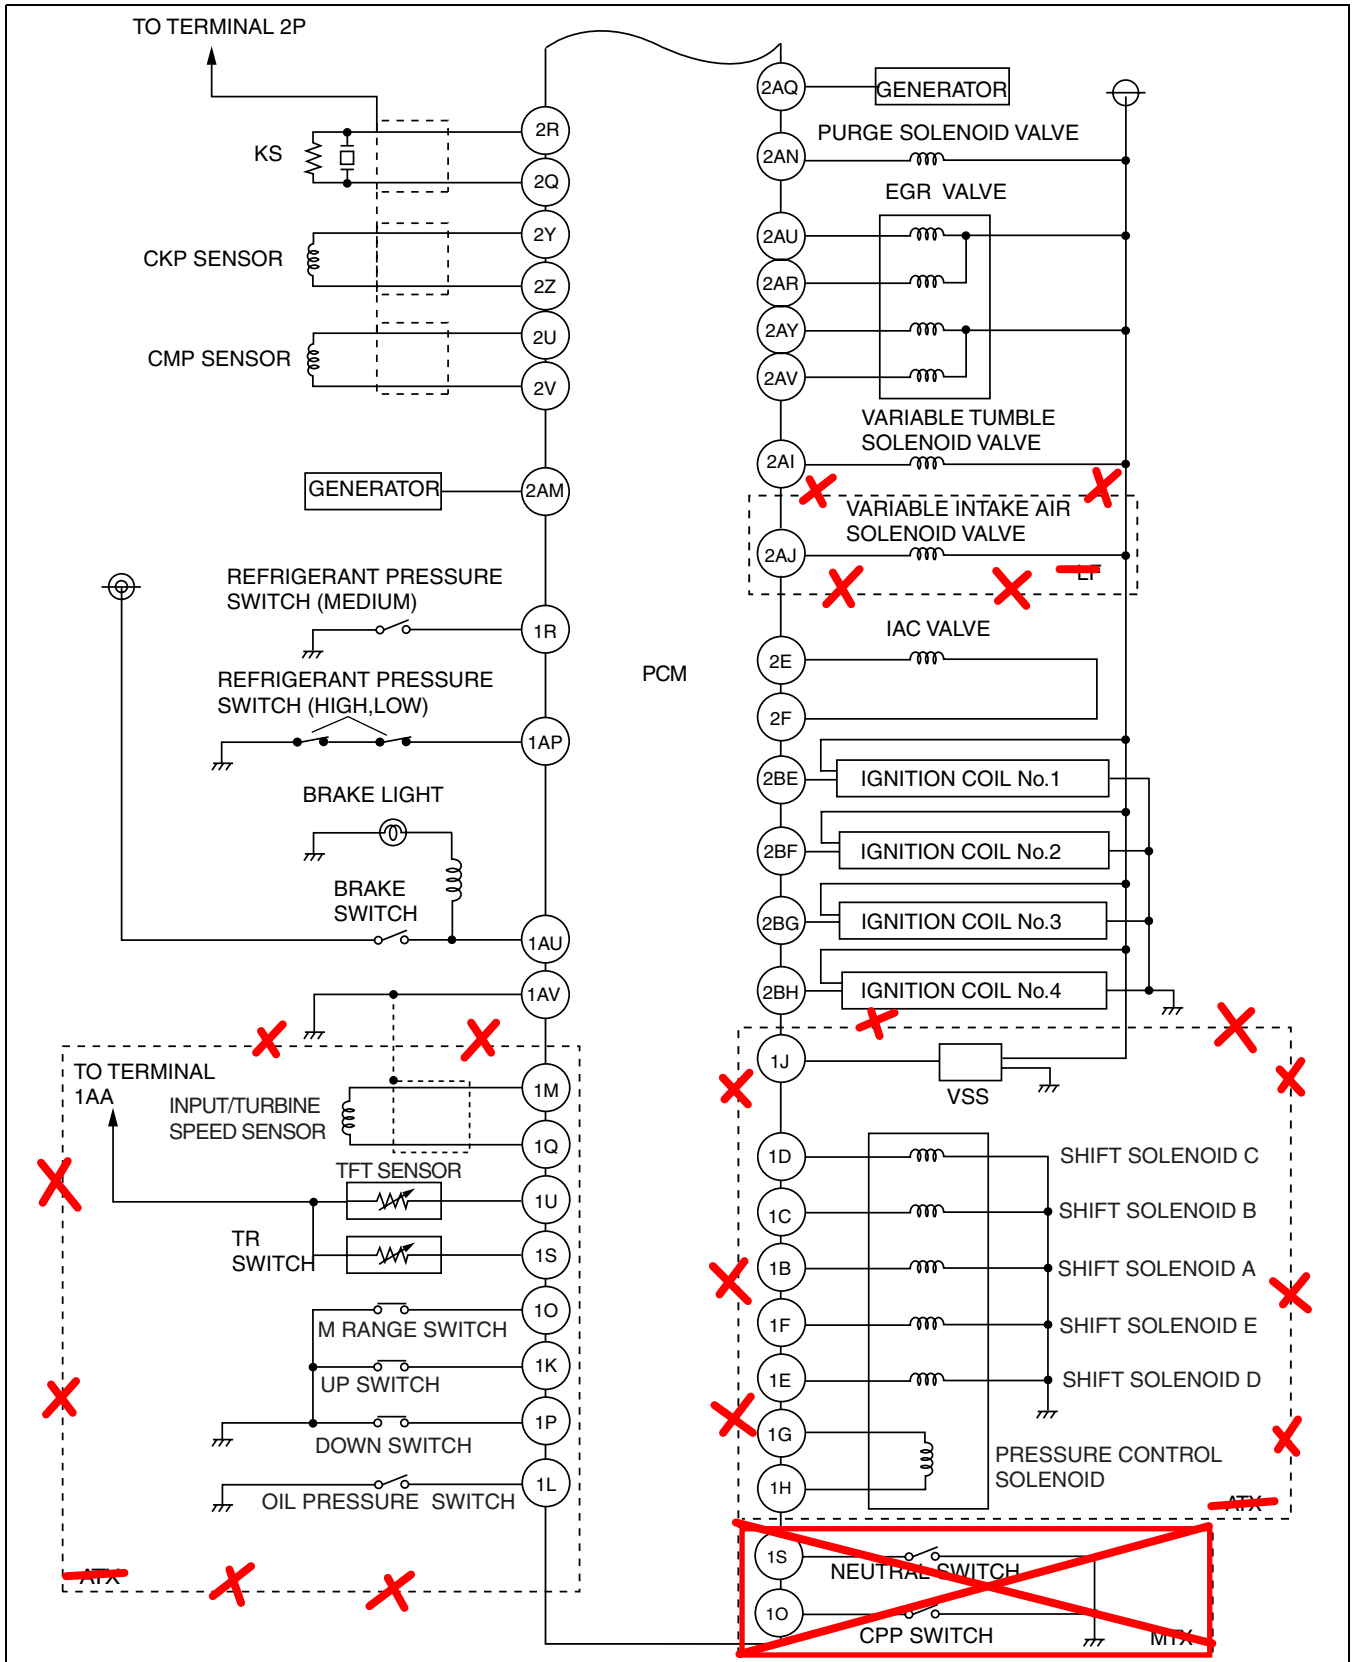 TO TERMINAL 2P
KS
2R
2Q
CKP SENSOR
2Y
2Z
CMP SENSOR
2U
2V
GENERATOR
2AM
REFRIGERANT PRESSURE
SWITCH (MEDIUM)
1R
REFRIGERANT PRESSURE
SWITCH (HIGH,LOW)
1AP
BRAKE LIGHT
BRAKE
SWITCH
1AU
1AV
TO TERMINAL
1AA
INPUT/TURBINE
SPEED SENSOR
1M
1Q
TFT SENSOR
1U
TR
SWITCH
1S
1O
M RANGE SWITCH
1K
UP SWITCH
1P
DOWN SWITCH
1L
OIL PRESSURE SWITCH
ATX
PCM
2AQ
GENERATOR
PURGE SOLENOID VALVE
2AN
EGR VALVE
2AU
2AR
2AY
2AV
VARIABLE TUMBLE
SOLENOID VALVE
2AI
VARIABLE INTAKE AIR
SOLENOID VALVE
2AJ
LF
IAC VALVE
2E
2F
2BE
IGNITION COIL No.1
2BF
IGNITION COIL No.2
2BG
IGNITION COIL No.3
2BH
IGNITION COIL No.4
1J
VSS
1D
SHIFT SOLENOID C
1C
SHIFT SOLENOID B
1B
SHIFT SOLENOID A
1F
SHIFT SOLENOID E
1E
SHIFT SOLENOID D
1G
PRESSURE CONTROL
SOLENOID
1H
ATX
1S
NEUTRAL SWITCH
1O
CPP SWITCH
MTX